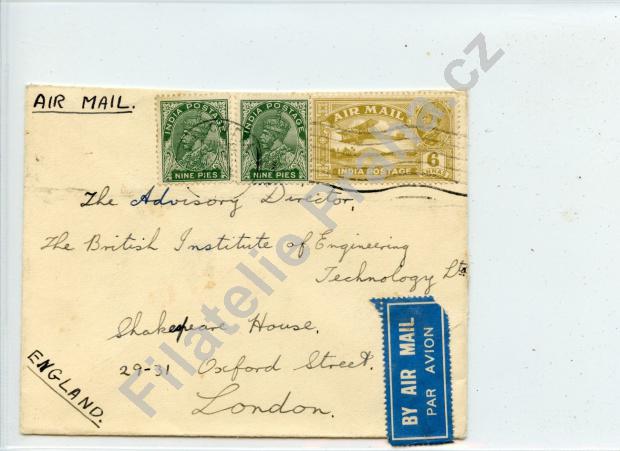 AIR MAIL.
INDIA POSTAGE
NINE PIES
INDIA POSTAGE
NINE PIES
AIR MAIL
6
INDIA POSTAGE
The Advisory Director,
The British Institute of Engineering
Technology Ltd
Shakespeare House.
29-31 Oxford Street.
London.
ENGLAND.
BY AIR MAIL
PAR AVION
Filatelie Praha.cz